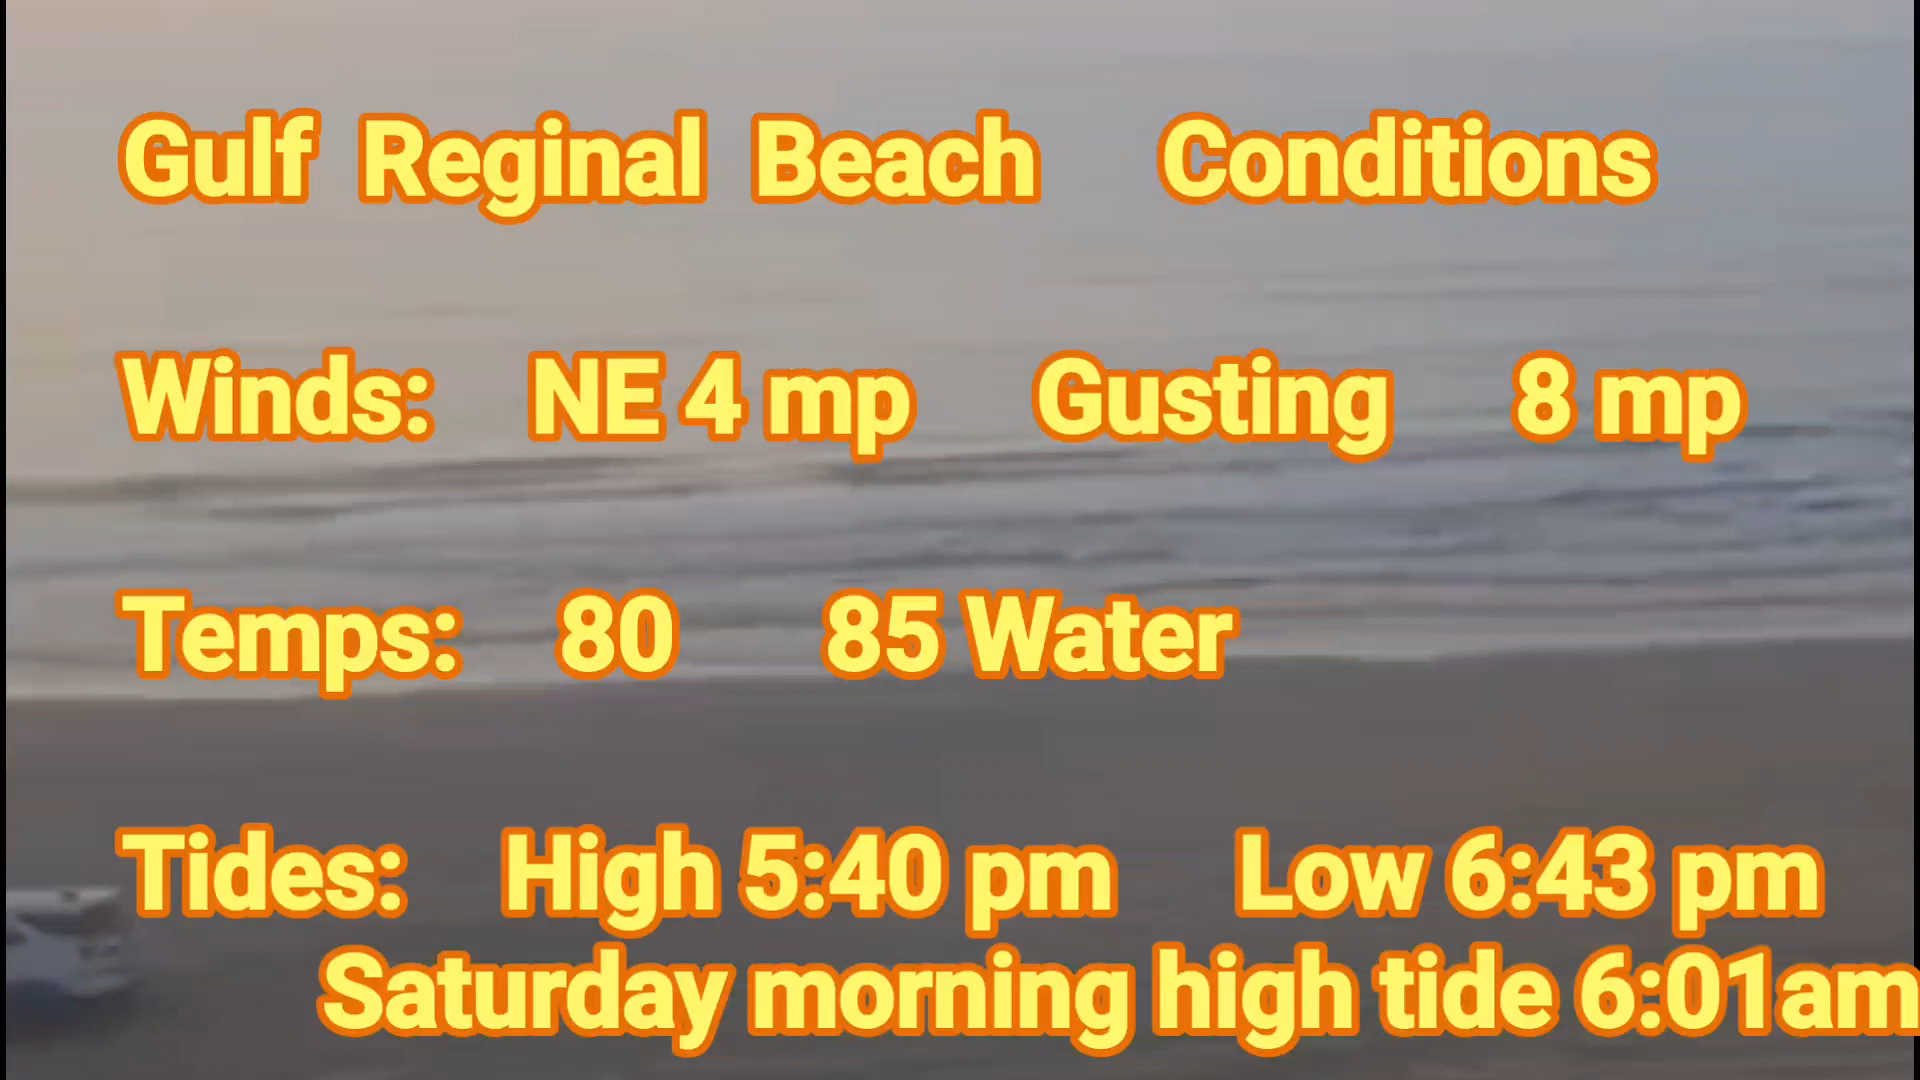 Gulf Reginal Beach Conditions
Winds: NE 4 mp Gusting 8 mp
Temps: 80 85 Water
Tides: High 5:40 pm Low 6:43 pm
Saturday morning high tide 6:01am